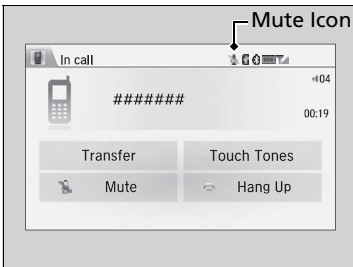 Mute Icon
In call
04
#######
00:19
Transfer
Touch Tones
Mute
Hang Up